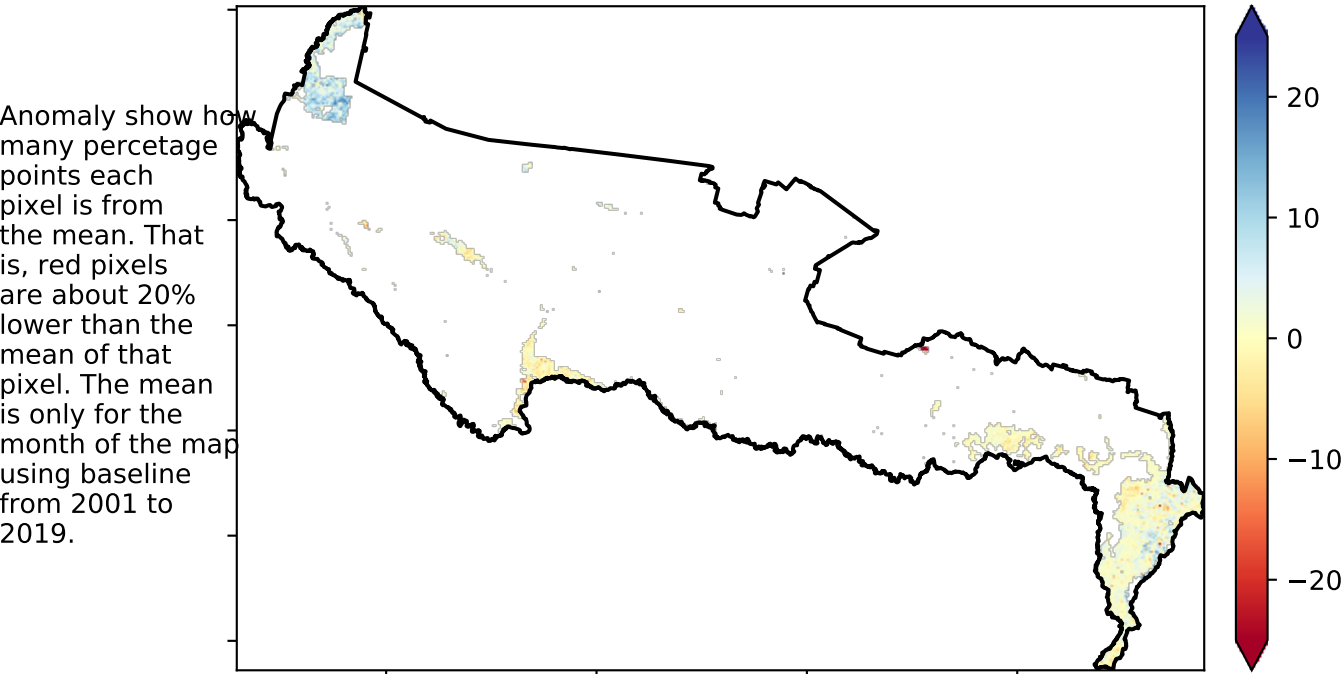 Anomaly show how
many percetage
points each
pixel is from
the mean. That
is, red pixels
are about 20%
lower than the
mean of that
pixel. The mean
is only for the
month of the map
using baseline
from 2001 to
2019.
20
10
0
−10
−20